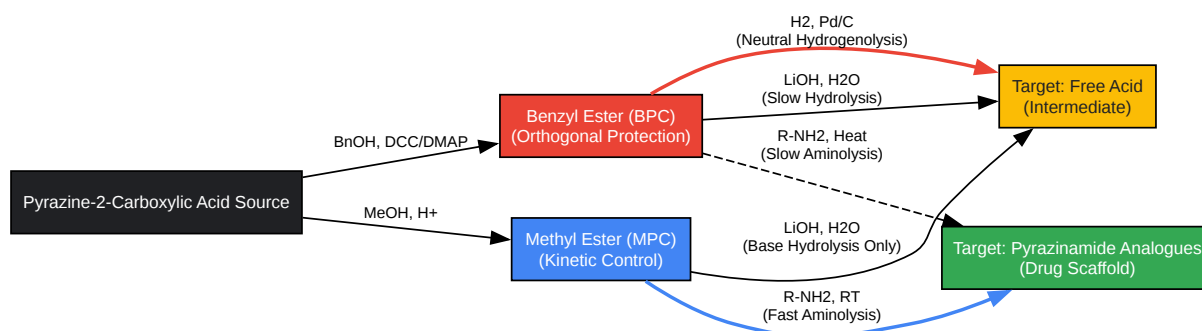 H2, Pd/C
(Neutral Hydrogenolysis)
LiOH, H2O
(Slow Hydrolysis)
Target: Free Acid
(Intermediate)
Benzyl Ester (BPC)
(Orthogonal Protection)
BnOH, DCC/DMAP
R-NH2, Heat
(Slow Aminolysis)
Pyrazine-2-Carboxylic Acid Source
MeOH, H+
Methyl Ester (MPC)
(Kinetic Control)
LiOH, H2O
(Base Hydrolysis Only)
Target: Pyrazinamide Analogues
(Drug Scaffold)
R-NH2, RT
(Fast Aminolysis)